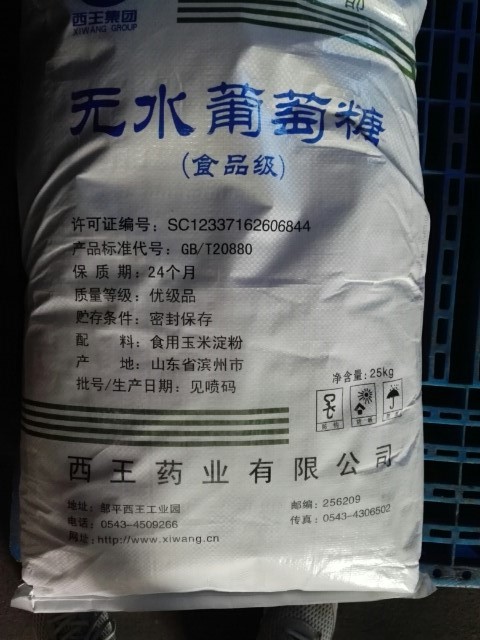 西王集团
XIWANG GROUP
无水葡萄糖
(食品级)
许可证编号: SC12337162606844
产品标准代号: GB/T20880
保质期: 24个月
质量等级: 优级品
贮存条件: 密封保存
配 料: 食用玉米淀粉
产 地: 山东省滨州市
批号/生产日期: 见喷码
净含量: 25kg
西王药业有限公司
地址: 邹平西王工业园
邮编: 256209
电话: 0543-4509266
传真: 0543-4306502
网址: http://www.xiwang.cn